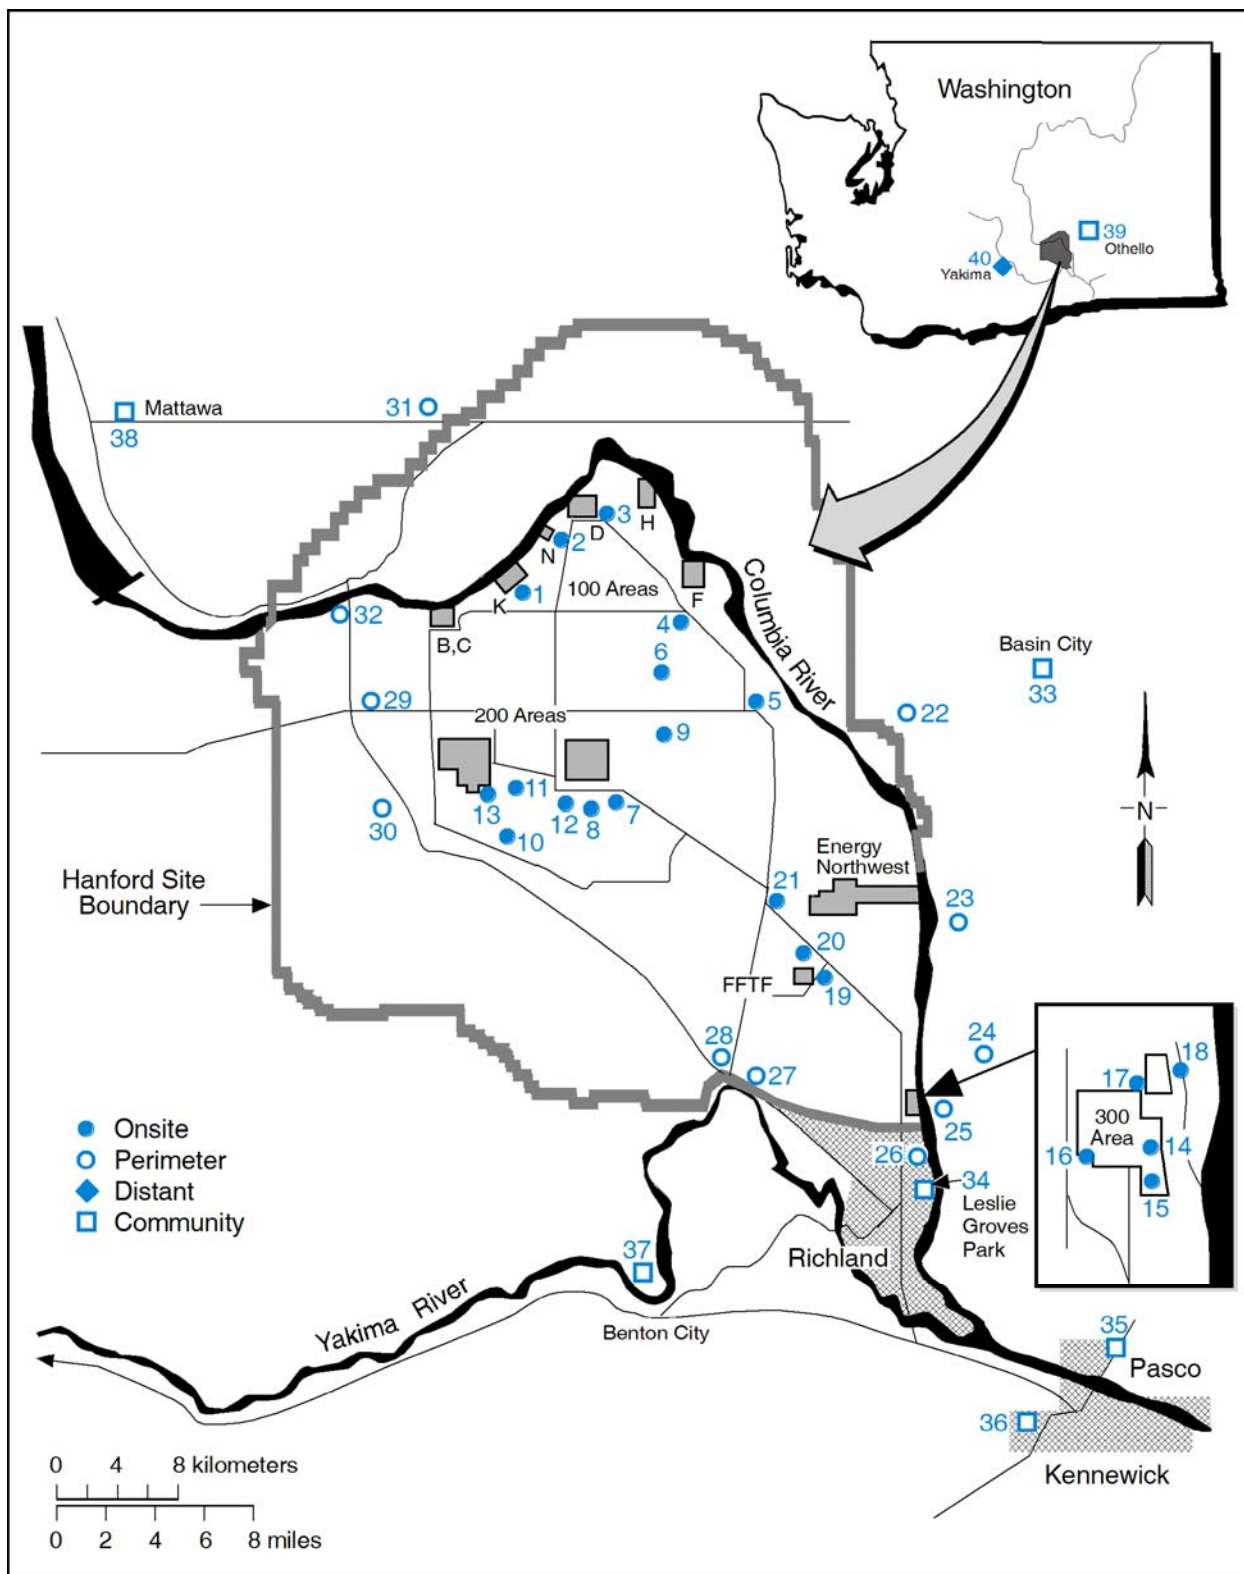 Washington
39
Othello
40
Yakima
31
Mattawa
38
3
H
D
N
2
Columbia River
100 Areas
F
K
1
32
4
B,C
6
Basin City
33
29
5
22
200 Areas
9
11
13
7
12
8
30
10
N
Energy
Northwest
Hanford Site
Boundary
21
23
20
FFTF
19
24
28
27
18
17
300
Area
14
16
15
25
Onsite
Perimeter
Distant
Community
26
34
Leslie
Groves
Park
37
Richland
Yakima River
Benton City
35
Pasco
36
Kennewick
0 4 8 kilometers
0 2 4 6 8 miles